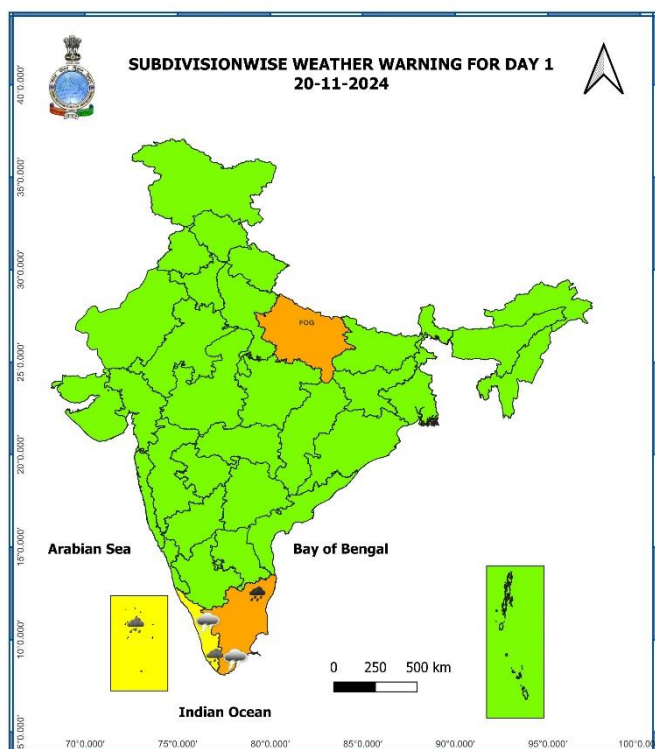 SUBDIVISIONWISE WEATHER WARNING FOR DAY 1
20-11-2024
40°0.000'
35°0.000'
30°0.000'
FOG
25°0.000'
20°0.000'
15°0.000'
Arabian Sea
Bay of Bengal
10°0.000'
0 250 500 km
Indian Ocean
5°0.000'
70°0.000' 75°0.000' 80°0.000' 85°0.000' 90°0.000' 95°0.000' 100°0.00